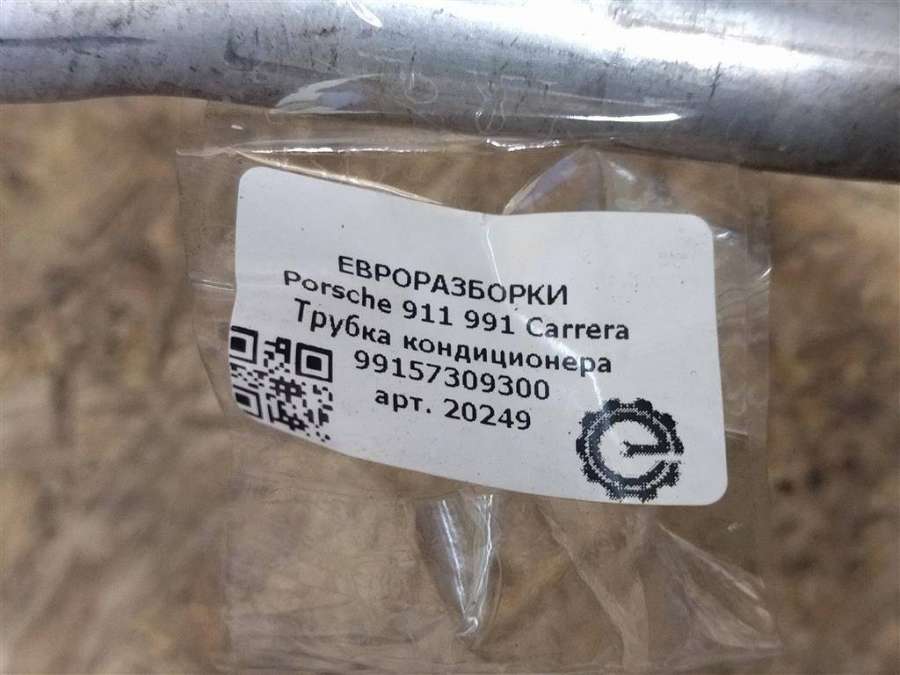 ЕВРОРАЗБОРКИ
Porsche 911 991 Carrera
Трубка кондиционера
99157309300
арт. 20249